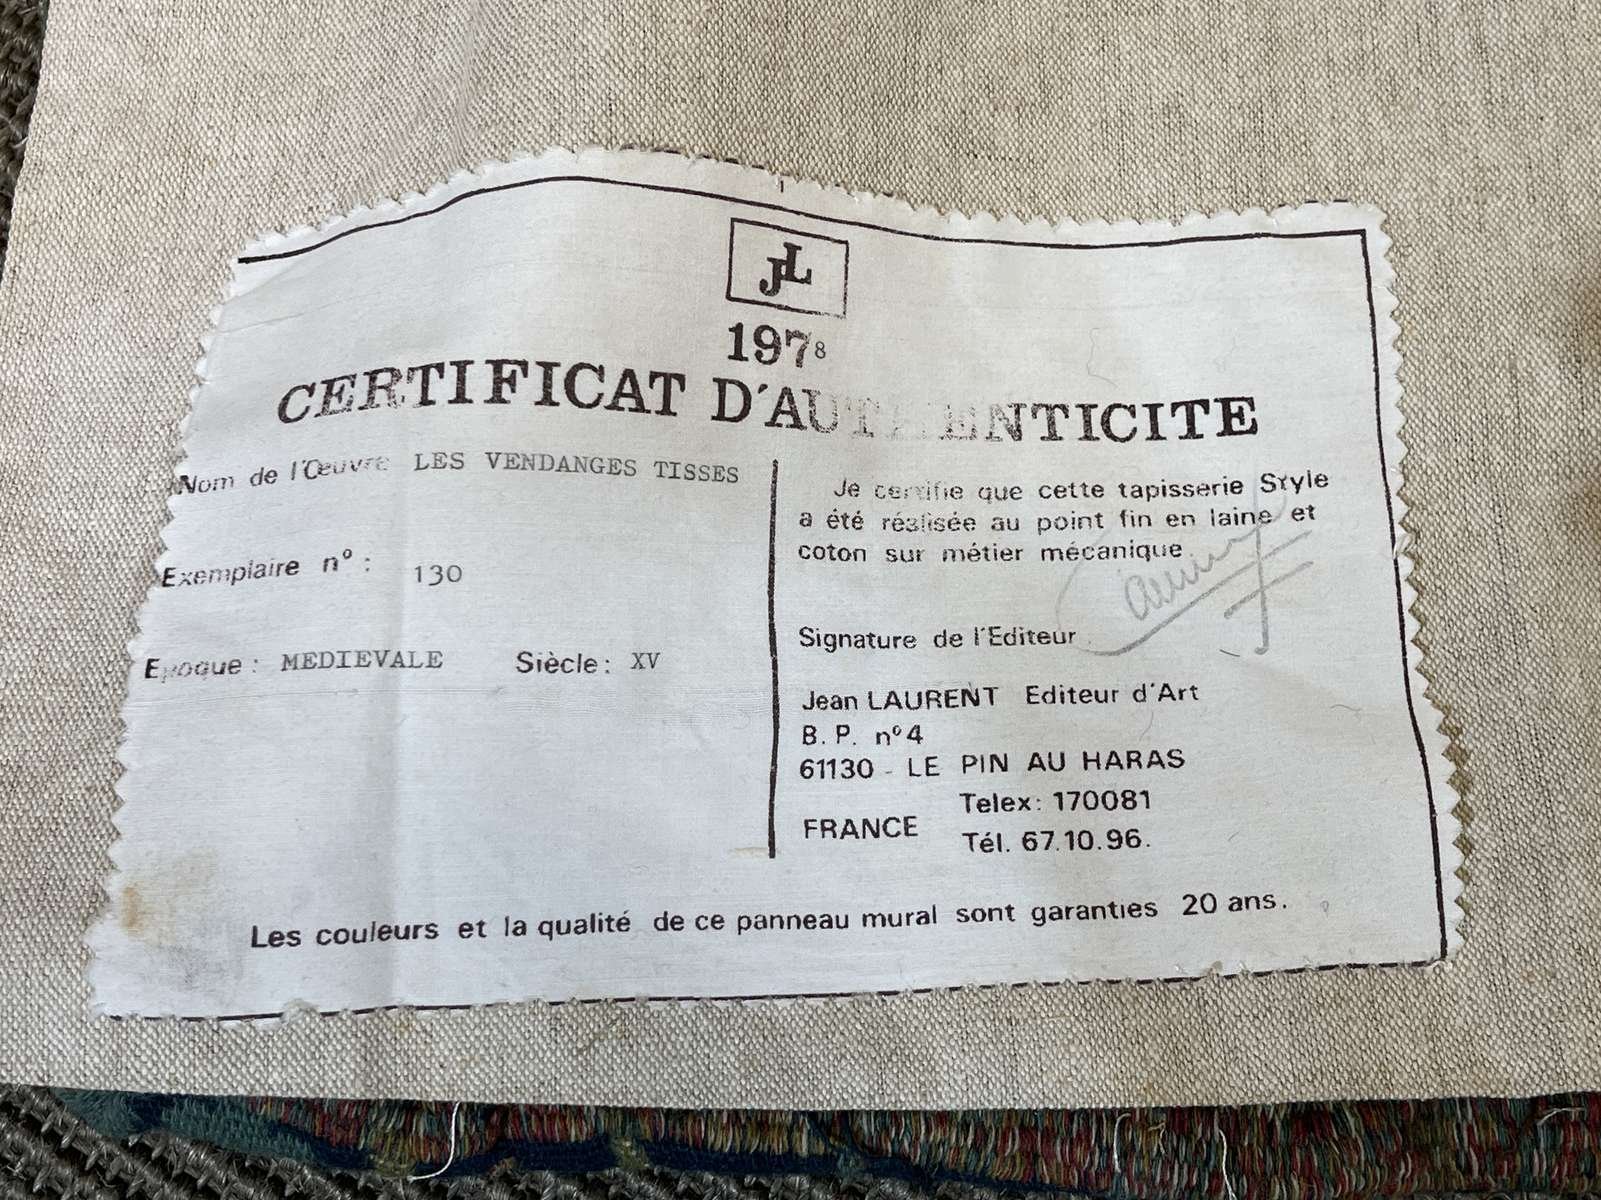 JL
1978
CERTIFICAT D'AUTHENTICITE
Nom de l'Œuvre LES VENDANGES TISSES
Exemplaire n° : 130
Epoque : MEDIEVALE Siècle : XV
Je certifie que cette tapisserie Style
a été réalisée au point fin en laine et
coton sur métier mécanique.
Signature de l'Editeur
Jean LAURENT Editeur d'Art
B. P. n° 4
61130 - LE PIN AU HARAS
Telex : 170081
FRANCE
Tél. 67.10.96.
Les couleurs et la qualité de ce panneau mural sont garanties 20 ans.